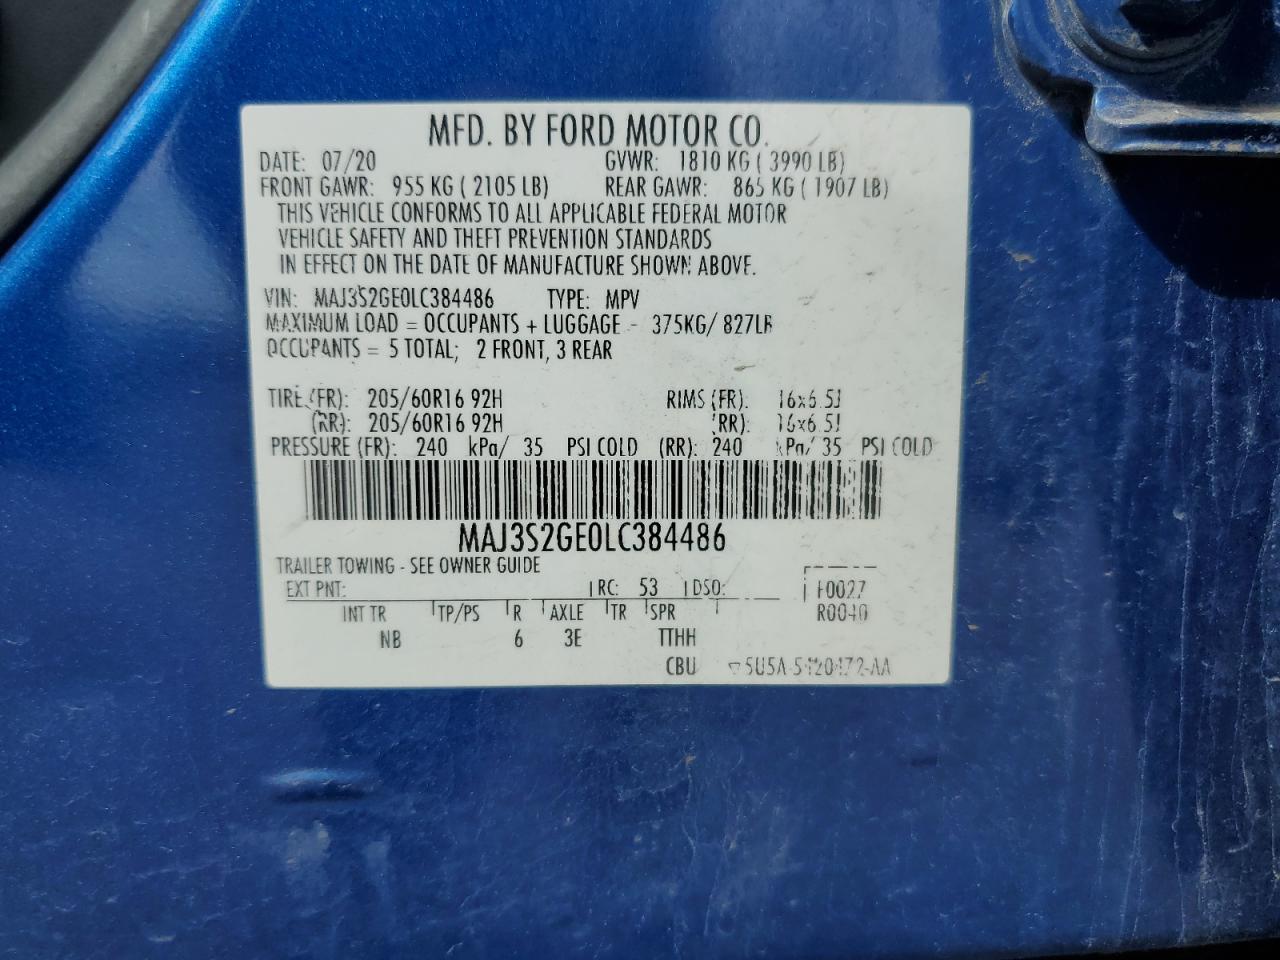 MFD. BY FORD MOTOR CO.
DATE: 07/20 GVWR: 1810 KG ( 3990 LB)
FRONT GAWR: 955 KG ( 2105 LB) REAR GAWR: 865 KG ( 1907 LB)
THIS VEHICLE CONFORMS TO ALL APPLICABLE FEDERAL MOTOR
VEHICLE SAFETY AND THEFT PREVENTION STANDARDS
IN EFFECT ON THE DATE OF MANUFACTURE SHOWN ABOVE.
VIN: MAJ3S2GE0LC384486 TYPE: MPV
MAXIMUM LOAD = OCCUPANTS + LUGGAGE - 375KG/ 827LB
OCCUPANTS = 5 TOTAL; 2 FRONT, 3 REAR
TIRE (FR): 205/60R16 92H RIMS (FR): 16x6.5J
(RR): 205/60R16 92H (RR): 16x6.5J
PRESSURE (FR): 240 kPa/ 35 PSI COLD (RR): 240 kPa/ 35 PSI COLD
MAJ3S2GE0LC384486
TRAILER TOWING - SEE OWNER GUIDE
EXT PNT: RC: 53 DSO: F0027
INT TR TP/PS R AXLE TR SPR R0040
NB 6 3E TTHH
CBU